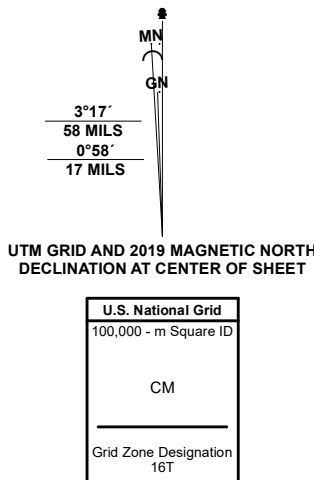 MN
GN
3°17´
58 MILS
0°58´
17 MILS
UTM GRID AND 2019 MAGNETIC NORTH
DECLINATION AT CENTER OF SHEET
U.S. National Grid
100,000 - m Square ID
CM
Grid Zone Designation
16T